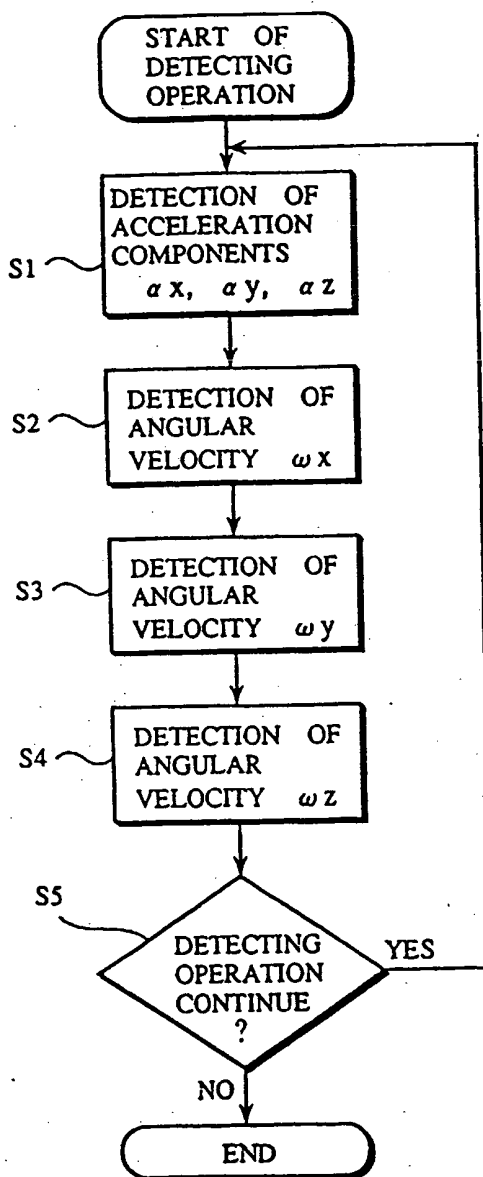 START OF
DETECTING
OPERATION
DETECTION OF
ACCELERATION
COMPONENTS
αx, αy, αz
S1
DETECTION OF
ANGULAR
VELOCITY ωx
S2
DETECTION OF
ANGULAR
VELOCITY ωy
S3
DETECTION OF
ANGULAR
VELOCITY ωz
S4
S5
DETECTING
OPERATION
CONTINUE
?
YES
NO
END